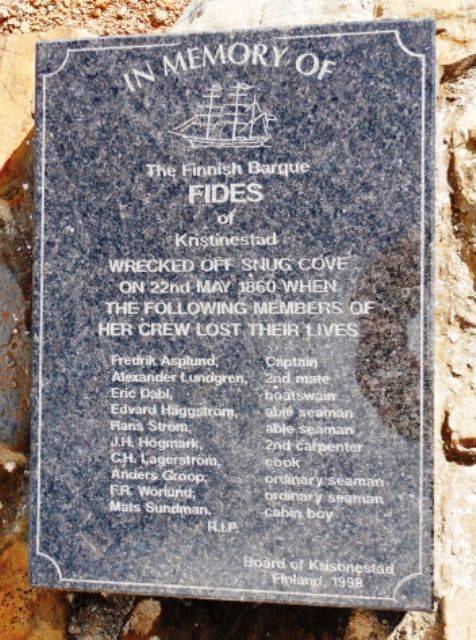 IN MEMORY OF
The Finnish Barque
FIDES
of
Kristinestad
WRECKED OFF SNUG COVE
ON 22nd MAY 1860 WHEN
THE FOLLOWING MEMBERS OF
HER CREW LOST THEIR LIVES
Fredrik Asplund, Captain
Alexander Lundgren, 2nd mate
Eric Dahl, boatswain
Edvard Häggström, able seaman
Hans Ström, able seaman
J.H. Högmark, 2nd carpenter
C.H. Lagerström, cook
Anders Groop, ordinary seaman
F.R. Worlund, ordinary seaman
Mats Sundman, cabin boy
R.I.P.
Board of Kristinestad
Finland, 1998